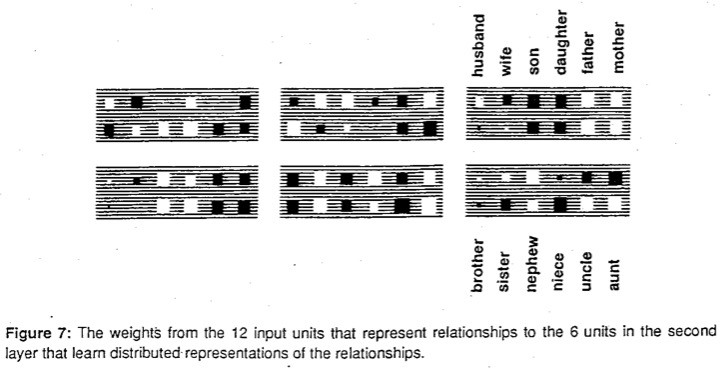 husband
wife
son
daughter
father
mother
brother
sister
nephew
niece
uncle
aunt
Figure 7: The weights from the 12 input units that represent relationships to the 6 units in the second
layer that learn distributed representations of the relationships.